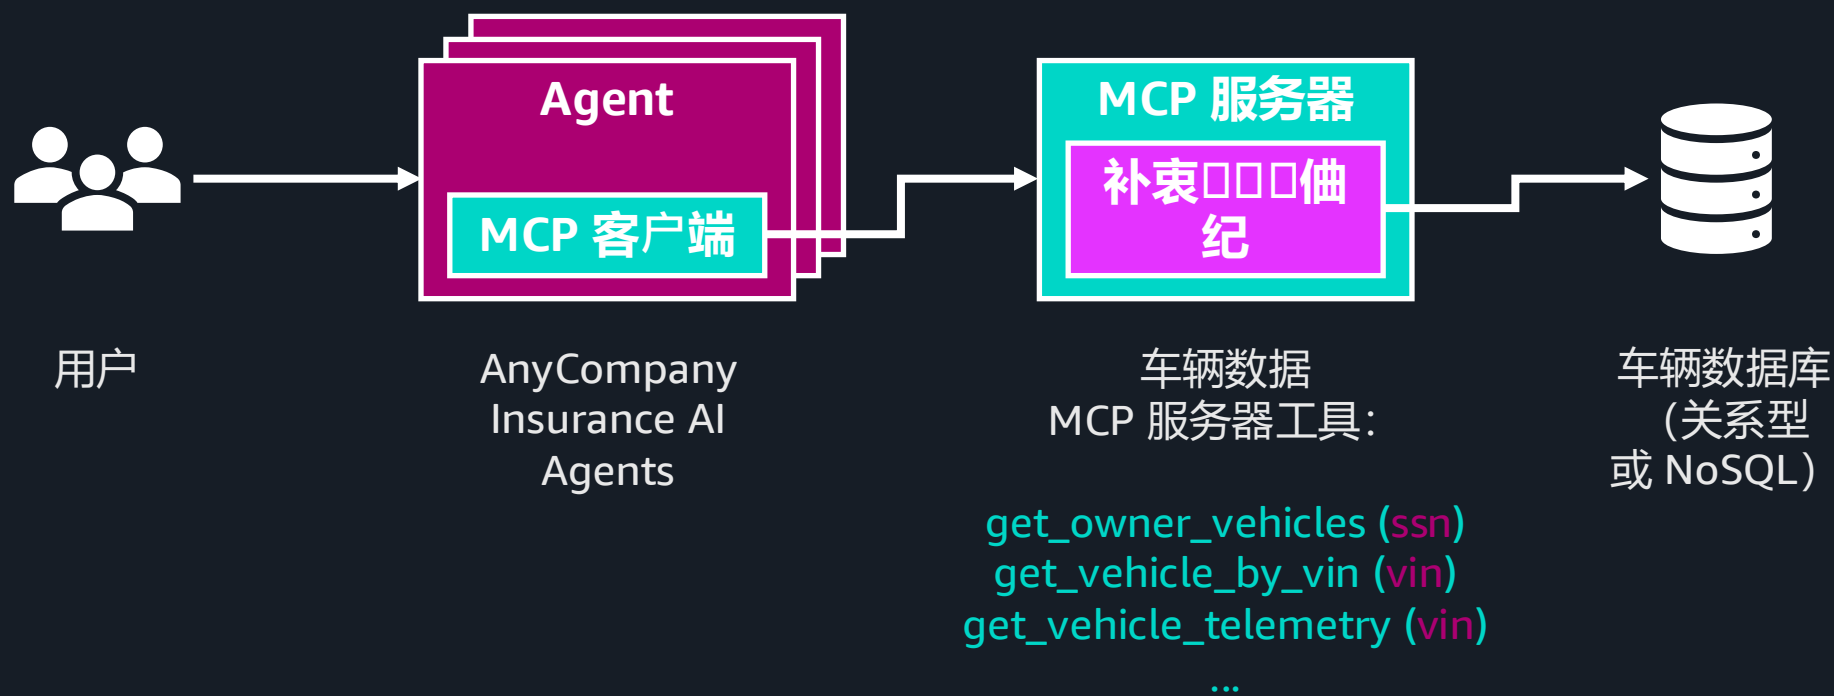 Agent
MCP 客户端
MCP 服务器
补衷
纪
用户
AnyCompany
Insurance AI
Agents
车辆数据
MCP 服务器工具：
get_owner_vehicles (ssn)
get_vehicle_by_vin (vin)
get_vehicle_telemetry (vin)
...
车辆数据库
（关系型
或 NoSQL）